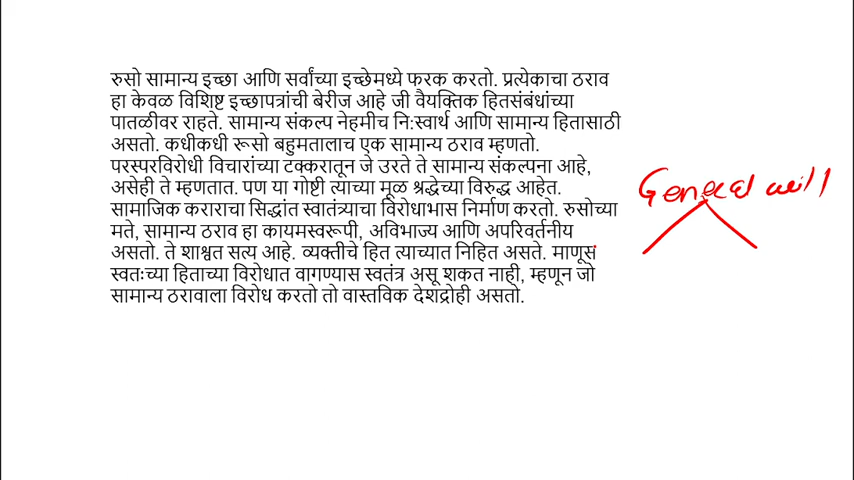 रुसो सामान्य इच्छा आणि सर्वांच्या इच्छेमध्ये फरक करतो. प्रत्येकाचा ठराव
हा केवळ विशिष्ट इच्छापत्रांची बेरीज आहे जी वैयक्तिक हितसंबंधांच्या
पातळीवर राहते. सामान्य संकल्प नेहमीच नि:स्वार्थ आणि सामान्य हितासाठी
असतो. कधीकधी रूसो बहुमतालाच एक सामान्य ठराव म्हणतो.
परस्परविरोधी विचारांच्या टक्करातून जे उरते ते सामान्य संकल्पना आहे,
असेही ते म्हणतात. पण या गोष्टी त्याच्या मूळ श्रद्धेच्या विरुद्ध आहेत.
सामाजिक कराराचा सिद्धांत स्वातंत्र्याचा विरोधाभास निर्माण करतो. रुसोच्या
मते, सामान्य ठराव हा कायमस्वरूपी, अविभाज्य आणि अपरिवर्तनीय
असतो. ते शाश्वत सत्य आहे. व्यक्तीचे हित त्याच्यात निहित असते. माणूस
स्वतःच्या हिताच्या विरोधात वागण्यास स्वतंत्र असू शकत नाही, म्हणून जो
सामान्य ठरावाला विरोध करतो तो वास्तविक देशद्रोही असतो.
General will